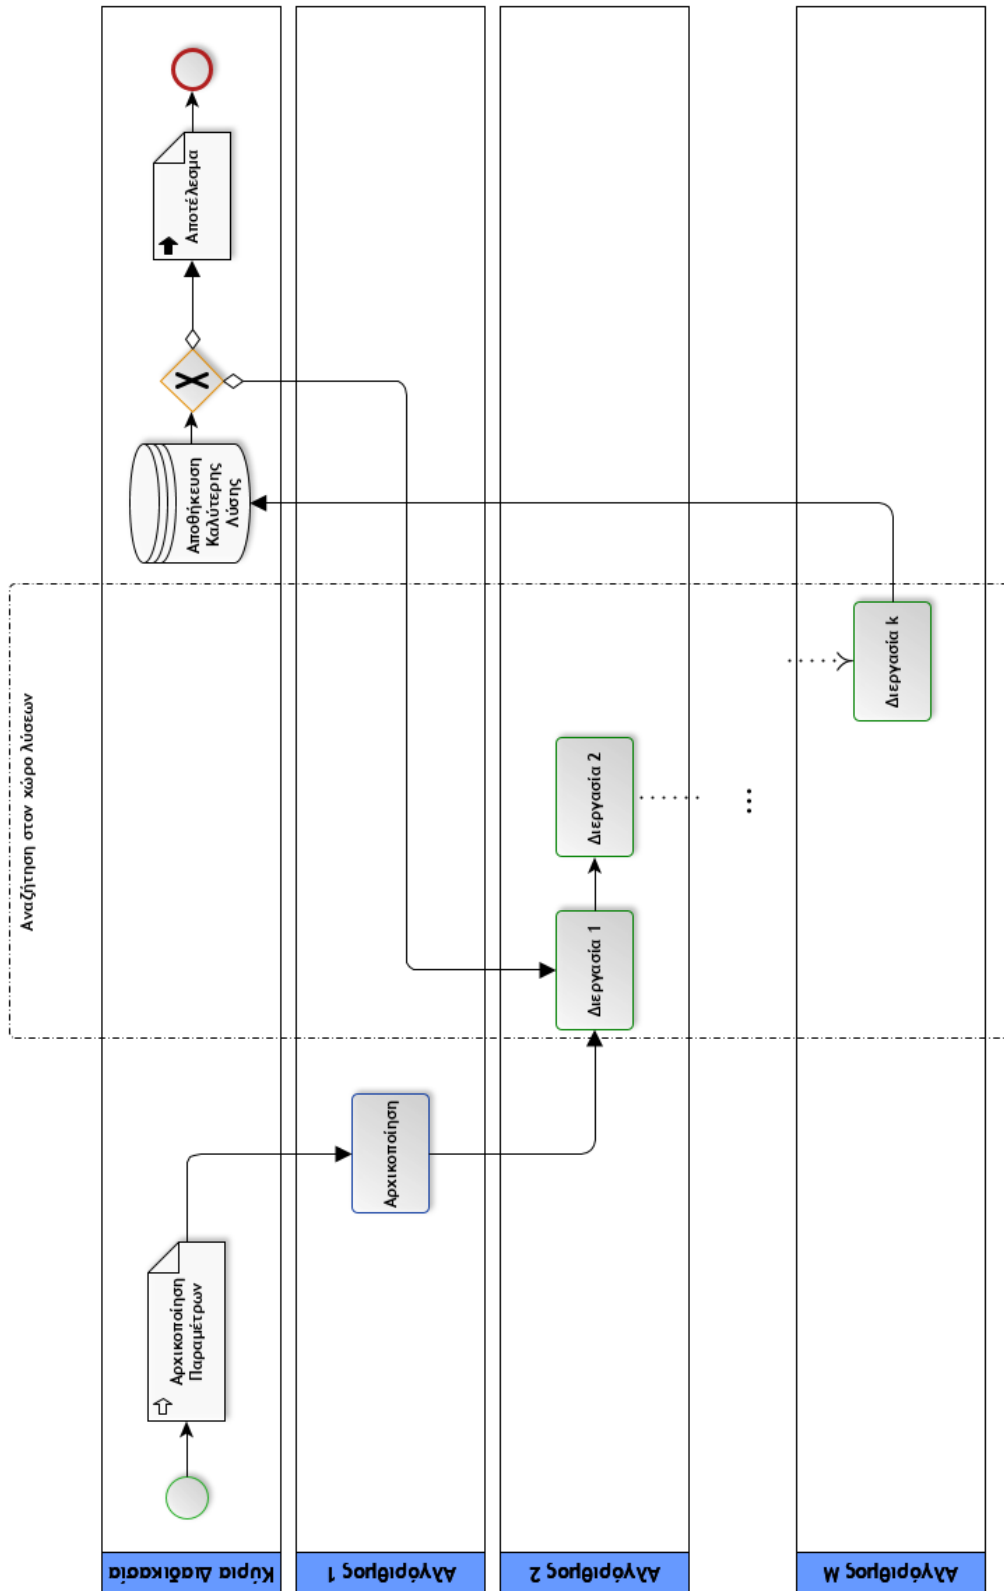 Κύρια Διαδικασία
Αρχικοποίηση
Παραμέτρων
Αποθήκευση
Καλύτερης
Λύσης
X
Αποτέλεσμα
Αλγόριθμος 1
Αρχικοποίηση
Αναζήτηση στον χώρο λύσεων
Αλγόριθμος 2
Διεργασία 1
Διεργασία 2
...
Αλγόριθμος Μ
Διεργασία k